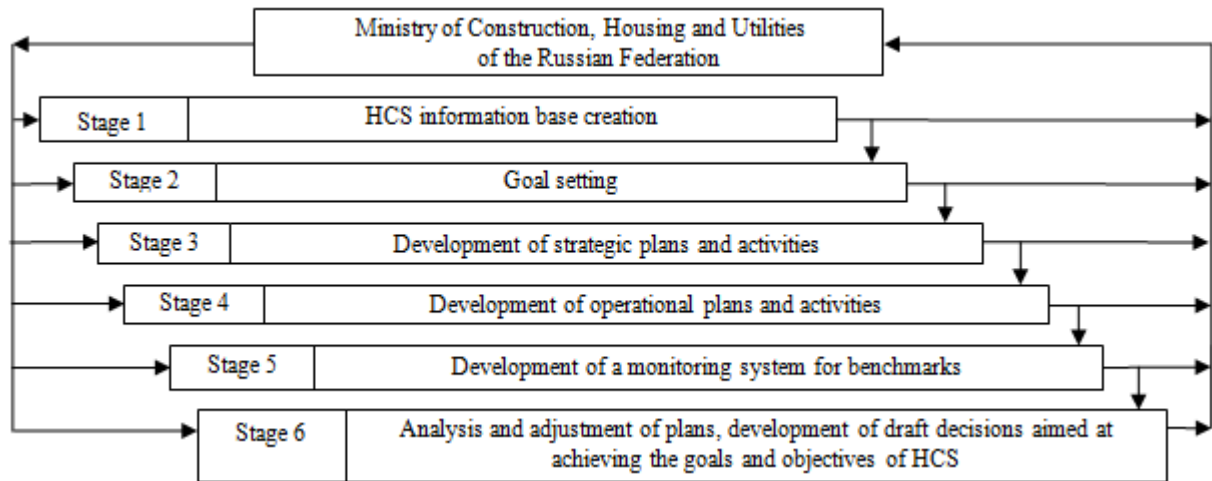 Ministry of Construction, Housing and Utilities
of the Russian Federation
Stage 1
HCS information base creation
Stage 2
Goal setting
Stage 3
Development of strategic plans and activities
Stage 4
Development of operational plans and activities
Stage 5
Development of a monitoring system for benchmarks
Stage 6
Analysis and adjustment of plans, development of draft decisions aimed at
achieving the goals and objectives of HCS